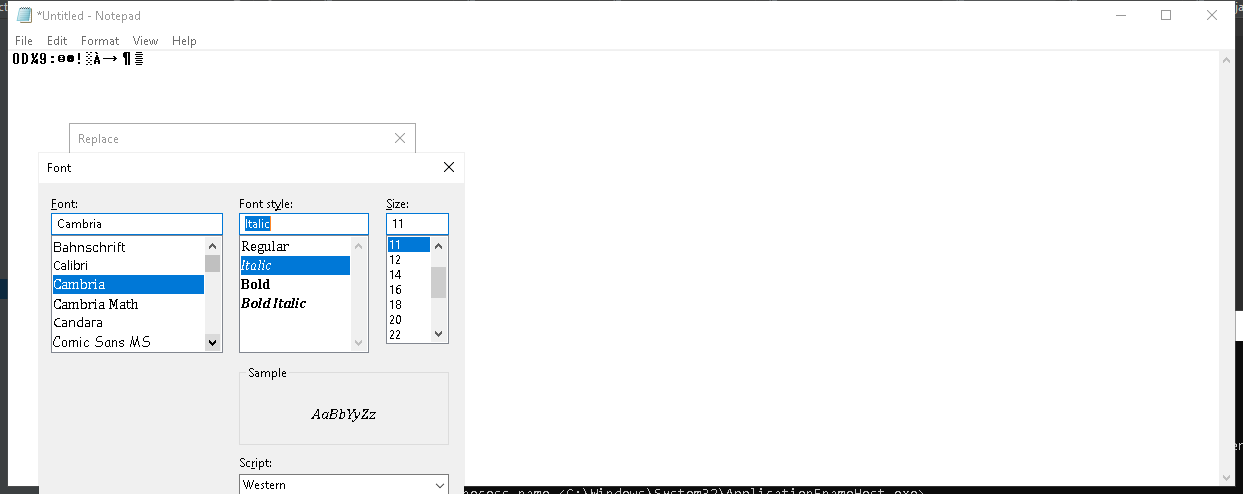 *Untitled - Notepad
File Edit Format View Help
Replace
Font
Font: Font style: Size:
Cambria Italic 11
Bahnschrift Regular 11
Calibri Italic 12
Cambria Bold 14
Cambria Math Bold Italic 16
Candara 18
Comic Sans MS 20
22
Sample
AaBbYyZz
Script:
Western
process name <C:\Windows\System32\ApplicationFrameHost.exe>